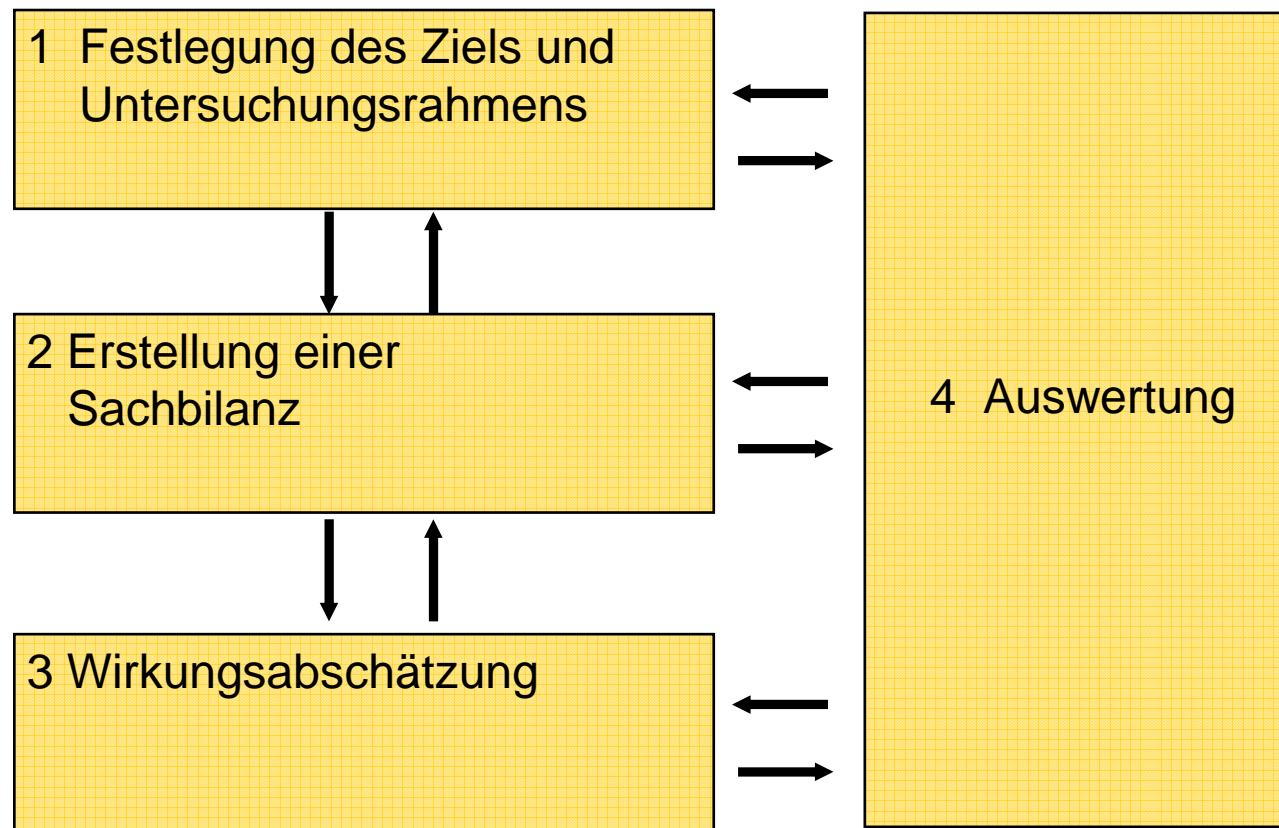 1 Festlegung des Ziels und
Untersuchungsrahmens
2 Erstellung einer
Sachbilanz
3 Wirkungsabschätzung
4 Auswertung